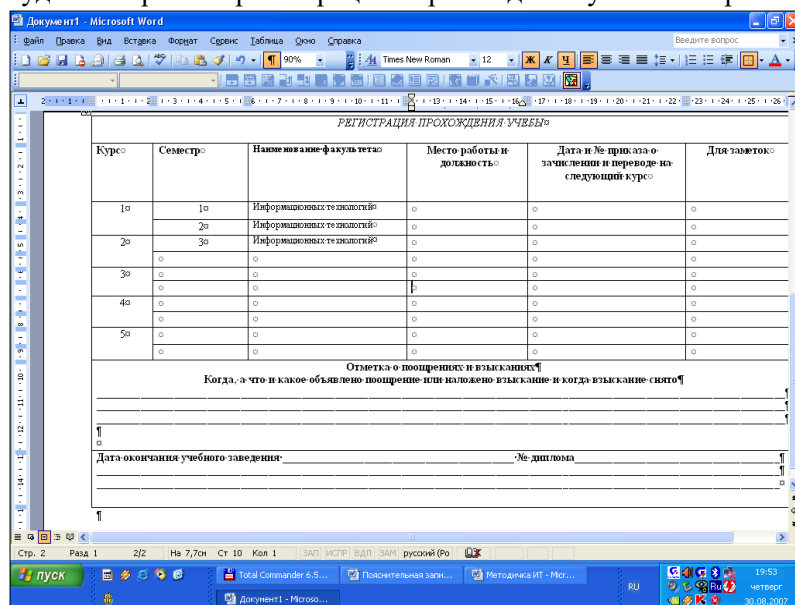 Документ1 - Microsoft Word
Файл Правка Вид Вставка Формат Сервис Таблица Окно Справка Введите вопрос
90% Times New Roman 12 Ж К Ч
РЕГИСТРАЦИЯ ПРОХОЖДЕНИЯ УЧЕБЫ
Курс Семестр Наименование факультета Место работы и должность Дата и № приказа о зачислении и переводе на следующий курс Для заметок
1 1 Информационных технологий
2 Информационных технологий
2 3 Информационных технологий
3
4
5
Отметка о поощрениях и взысканиях¶
Когда, а что и какое объявлено поощрение или наложено взыскание и когда взыскание снято¶
Дата окончания учебного заведения № диплома
Стр. 2 Разд 1 2/2 На 7,7см Ст 10 Кол 1 ЗАП ИСПР ВДЛ ЗАМ русский (Ро
пуск Total Commander 6.5... Пояснительная запи... Методичка ИТ - Micr... RU Ru 19:53
четверг
Документ1 - Microso... 30.08.2007